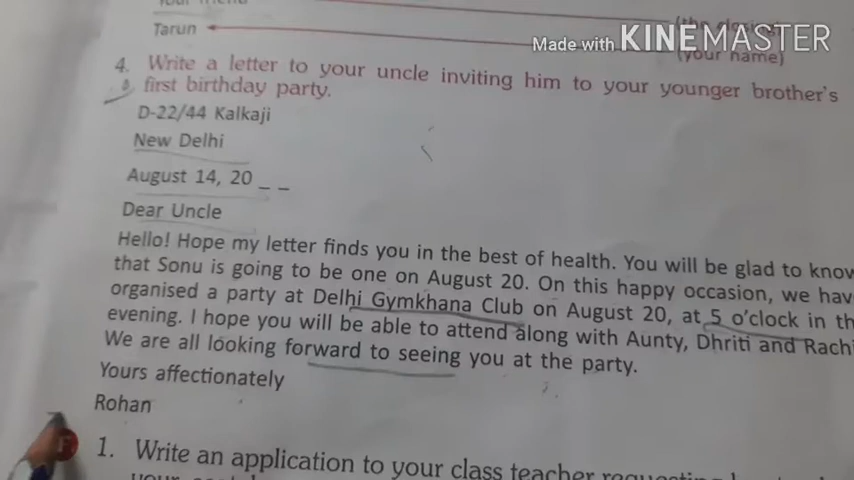 Tarun
(your name)
Made with KINEMASTER
4. Write a letter to your uncle inviting him to your younger brother's
first birthday party.
D-22/44 Kalkaji
New Delhi
August 14, 20 _ _
Dear Uncle
Hello! Hope my letter finds you in the best of health. You will be glad to know
that Sonu is going to be one on August 20. On this happy occasion, we hav
organised a party at Delhi Gymkhana Club on August 20, at 5 o'clock in th
evening. I hope you will be able to attend along with Aunty, Dhriti and Rachi
We are all looking forward to seeing you at the party.
Yours affectionately
Rohan
1. Write an application to your class teacher